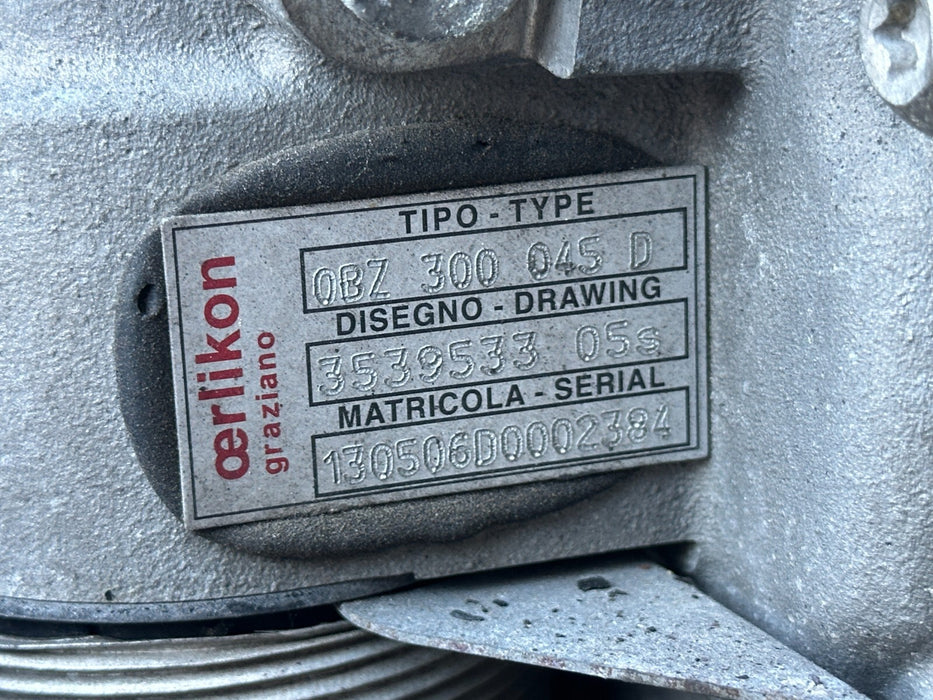 œrlikon
graziano
TIPO - TYPE
0BZ 300 045 D
DISEGNO - DRAWING
3539533 05s
MATRICOLA - SERIAL
130506D0002384